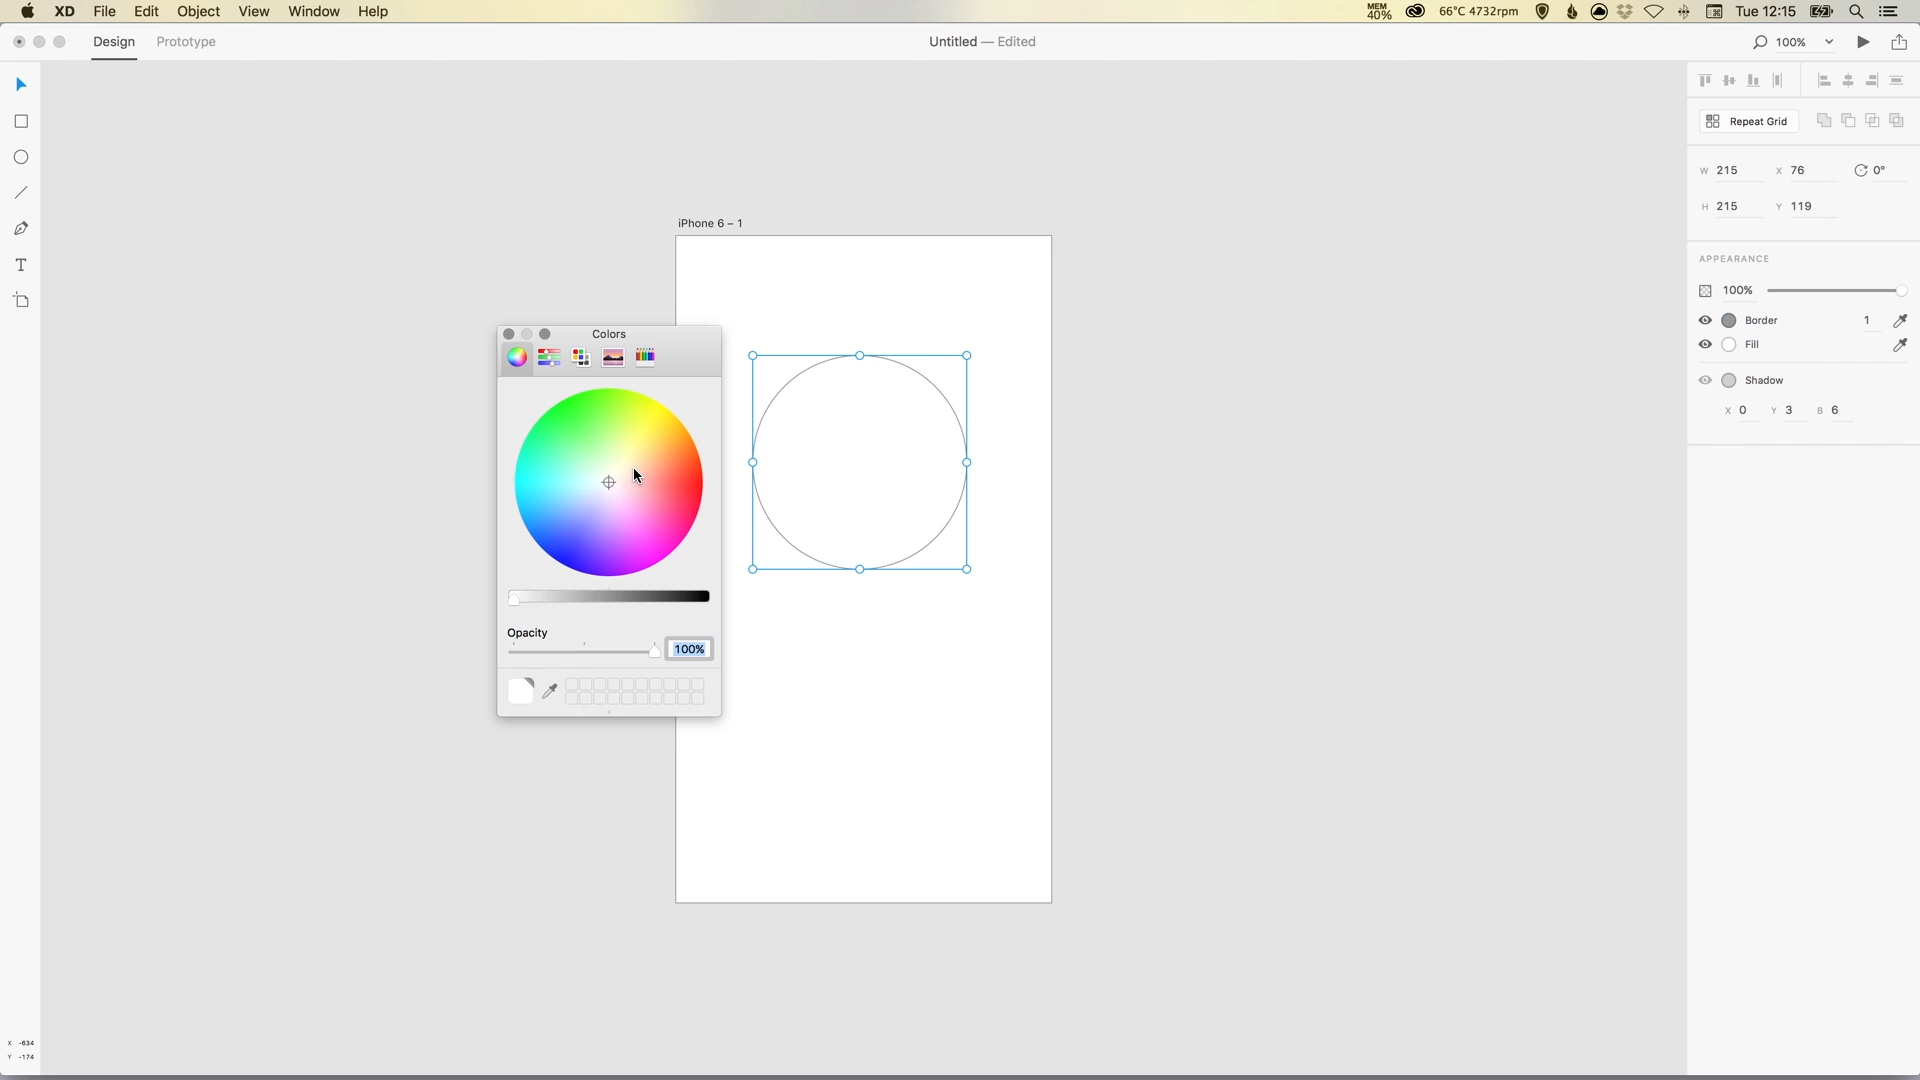 XD File Edit Object View Window Help MEM 40% 66°C 4732rpm Tue 12:15
Design Prototype Untitled — Edited 100%
Repeat Grid
W 215 X 76 0°
H 215 Y 119
iPhone 6 – 1
APPEARANCE
100%
Border 1
Fill
Shadow
X 0 Y 3 B 6
Colors
Opacity
100%
X -634
Y -174